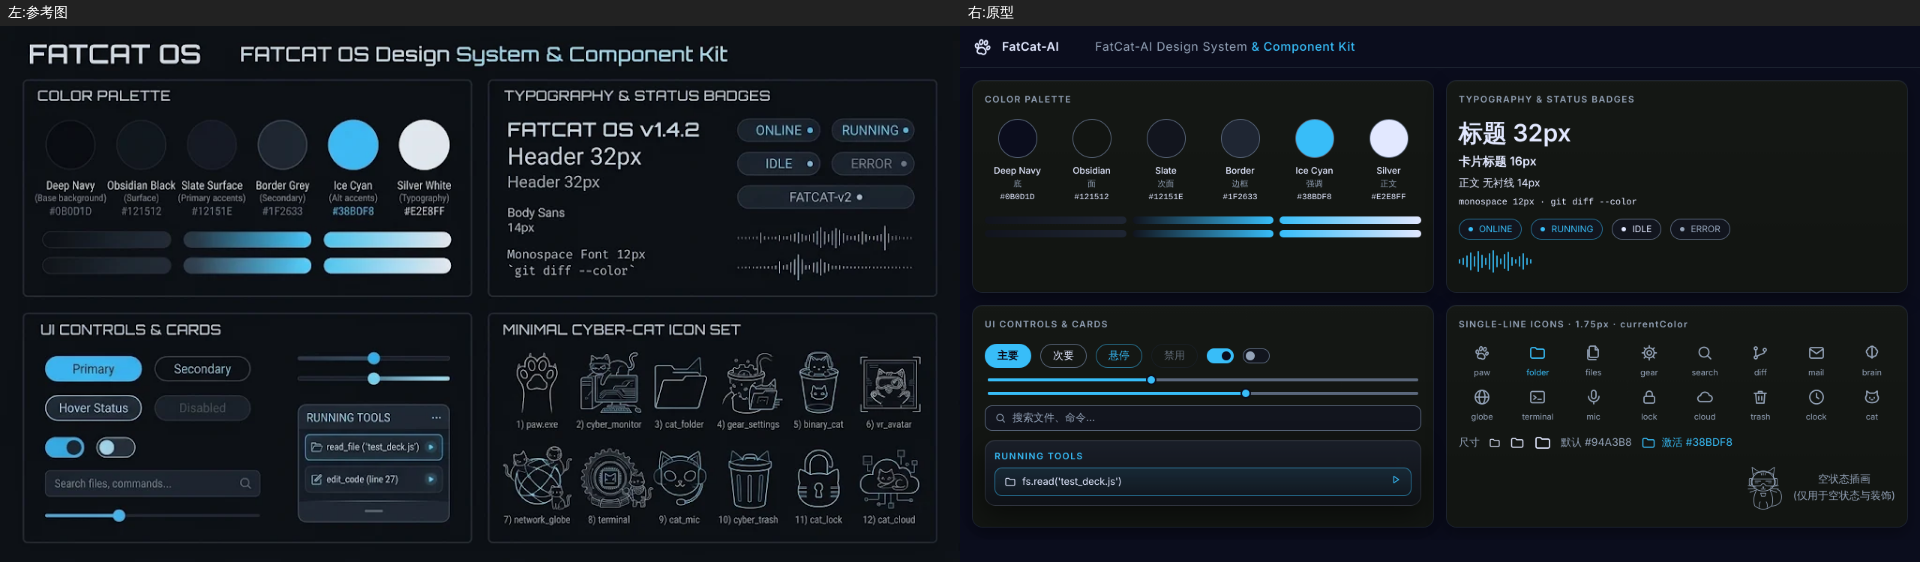 左:参考图
FATCAT OS
FATCAT OS Design System & Component Kit
COLOR PALETTE
Deep Navy
(Base background)
#0B0D1D
Obsidian Black
(Surface)
#121512
Slate Surface
(Primary accents)
#12151E
Border Grey
(Secondary)
#1F2633
Ice Cyan
(Alt accents)
#38BDF8
Silver White
(Typography)
#E2E8FF
TYPOGRAPHY & STATUS BADGES
FATCAT OS v1.4.2
Header 32px
Header 32px
Body Sans
14px
Monospace Font 12px
`git diff --color`
ONLINE
RUNNING
IDLE
ERROR
FATCAT-v2
UI CONTROLS & CARDS
Primary
Secondary
Hover Status
Disabled
Search files, commands...
RUNNING TOOLS
...
read_file ('test_deck.js')
edit_code (line 27)
MINIMAL CYBER-CAT ICON SET
1) paw.exe
2) cyber_monitor
3) cat_folder
4) gear_settings
5) binary_cat
6) vr_avatar
7) network_globe
8) terminal
9) cat_mic
10) cyber_trash
11) cat_lock
12) cat_cloud
右:原型
FatCat-AI
FatCat-AI Design System & Component Kit
COLOR PALETTE
Deep Navy
底
#0B0D1D
Obsidian
面
#121512
Slate
次面
#12151E
Border
边框
#1F2633
Ice Cyan
强调
#38BDF8
Silver
正文
#E2E8FF
TYPOGRAPHY & STATUS BADGES
标题 32px
卡片标题 16px
正文 无衬线 14px
monospace 12px · git diff --color
ONLINE
RUNNING
IDLE
ERROR
UI CONTROLS & CARDS
主要
次要
悬停
禁用
搜索文件、命令...
RUNNING TOOLS
fs.read('test_deck.js')
SINGLE-LINE ICONS · 1.75px · currentColor
paw
folder
files
gear
search
diff
mail
brain
globe
terminal
mic
lock
cloud
trash
clock
cat
尺寸
默认 #94A3B8
激活 #38BDF8
空状态插画
(仅用于空状态与装饰)